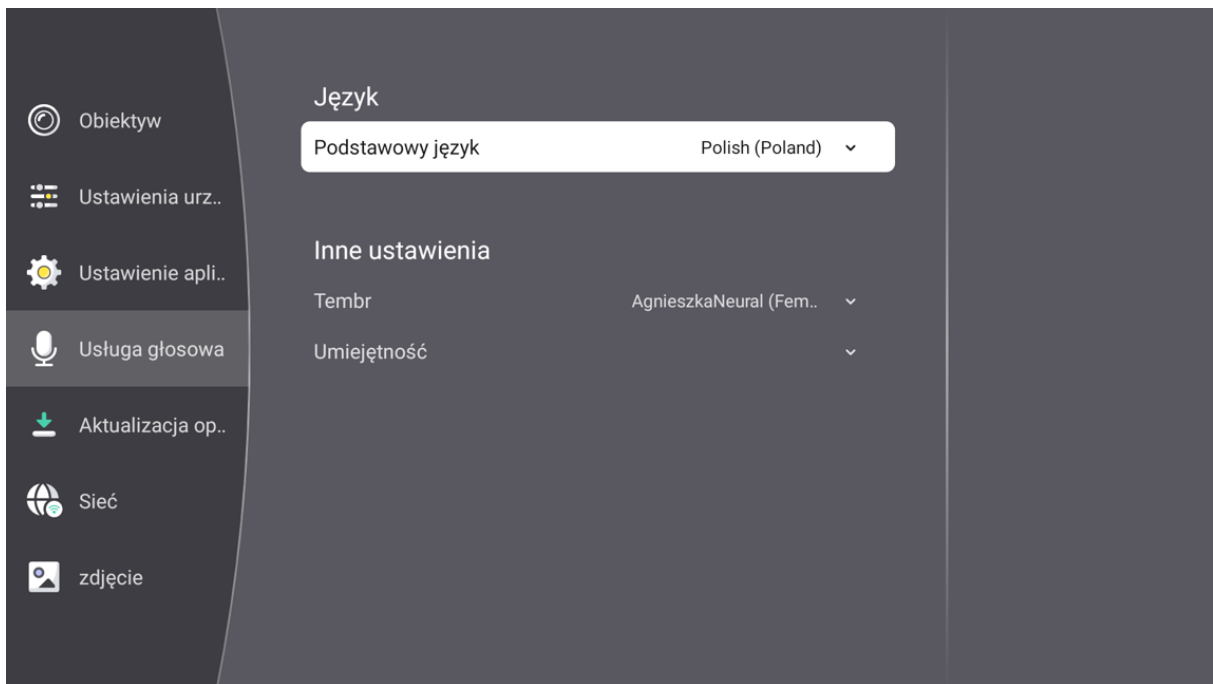 Obiektyw
Ustawienia urz..
Ustawienie apli..
Usługa głosowa
Aktualizacja op..
Sieć
zdjęcie
Język
Podstawowy język Polish (Poland)
Inne ustawienia
Tembr AgnieszkaNeural (Fem..
Umiejętność